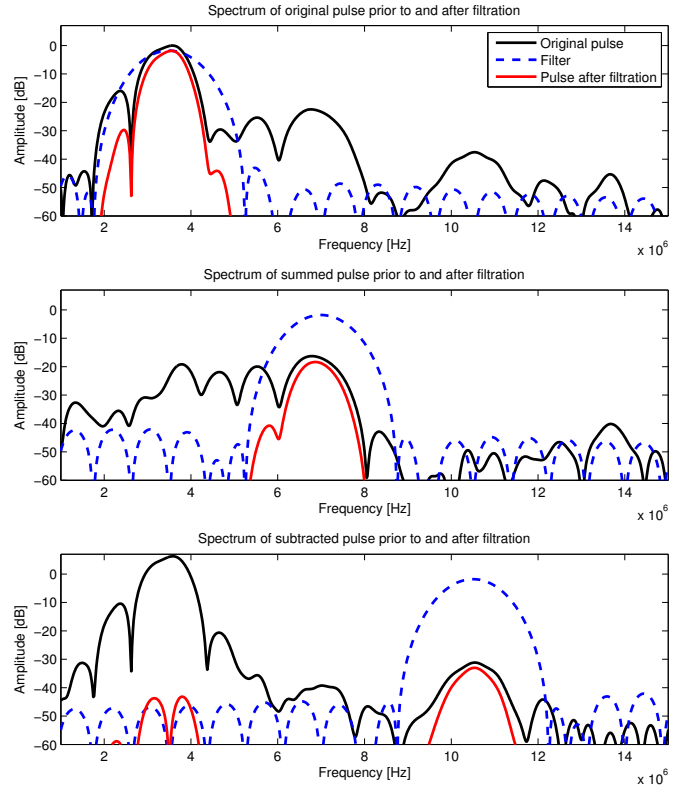 Spectrum of original pulse prior to and after filtration
Amplitude [dB]
0
−10
−20
−30
−40
−50
−60
Original pulse
Filter
Pulse after filtration
2 4 6 8 10 12 14
Frequency [Hz]
x 10^6
Spectrum of summed pulse prior to and after filtration
Amplitude [dB]
0
−10
−20
−30
−40
−50
−60
2 4 6 8 10 12 14
Frequency [Hz]
x 10^6
Spectrum of subtracted pulse prior to and after filtration
Amplitude [dB]
0
−10
−20
−30
−40
−50
−60
2 4 6 8 10 12 14
Frequency [Hz]
x 10^6